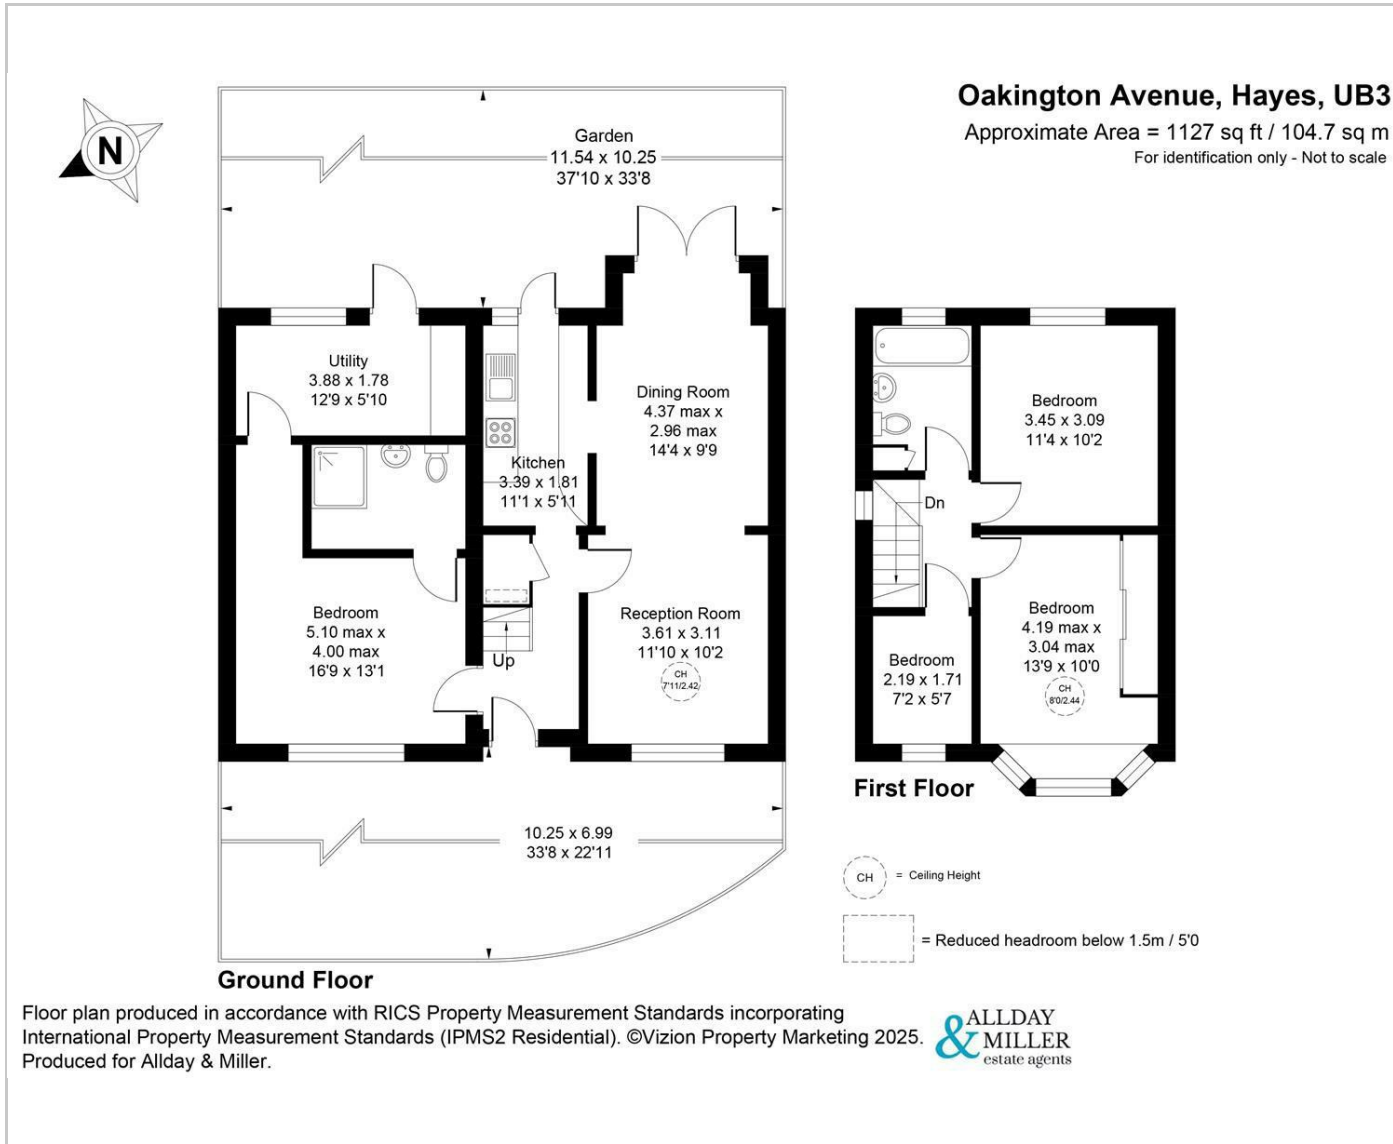 Oakington Avenue, Hayes, UB3
Approximate Area = 1127 sq ft / 104.7 sq m
For identification only - Not to scale
N
Garden
11.54 x 10.25
37'10 x 33'8
Utility
3.88 x 1.78
12'9 x 5'10
Kitchen
3.39 x 1.81
11'1 x 5'11
Dining Room
4.37 max x
2.96 max
14'4 x 9'9
Bedroom
5.10 max x
4.00 max
16'9 x 13'1
Up
Reception Room
3.61 x 3.11
11'10 x 10'2
CH
7'11/2.42
10.25 x 6.99
33'8 x 22'11
Ground Floor
Bedroom
3.45 x 3.09
11'4 x 10'2
Dn
Bedroom
4.19 max x
3.04 max
13'9 x 10'0
CH
8'0/2.44
Bedroom
2.19 x 1.71
7'2 x 5'7
First Floor
CH
= Ceiling Height
= Reduced headroom below 1.5m / 5'0
Floor plan produced in accordance with RICS Property Measurement Standards incorporating
International Property Measurement Standards (IPMS2 Residential). ©Vizion Property Marketing 2025.
Produced for Allday & Miller.
ALLDAY
& MILLER
estate agents